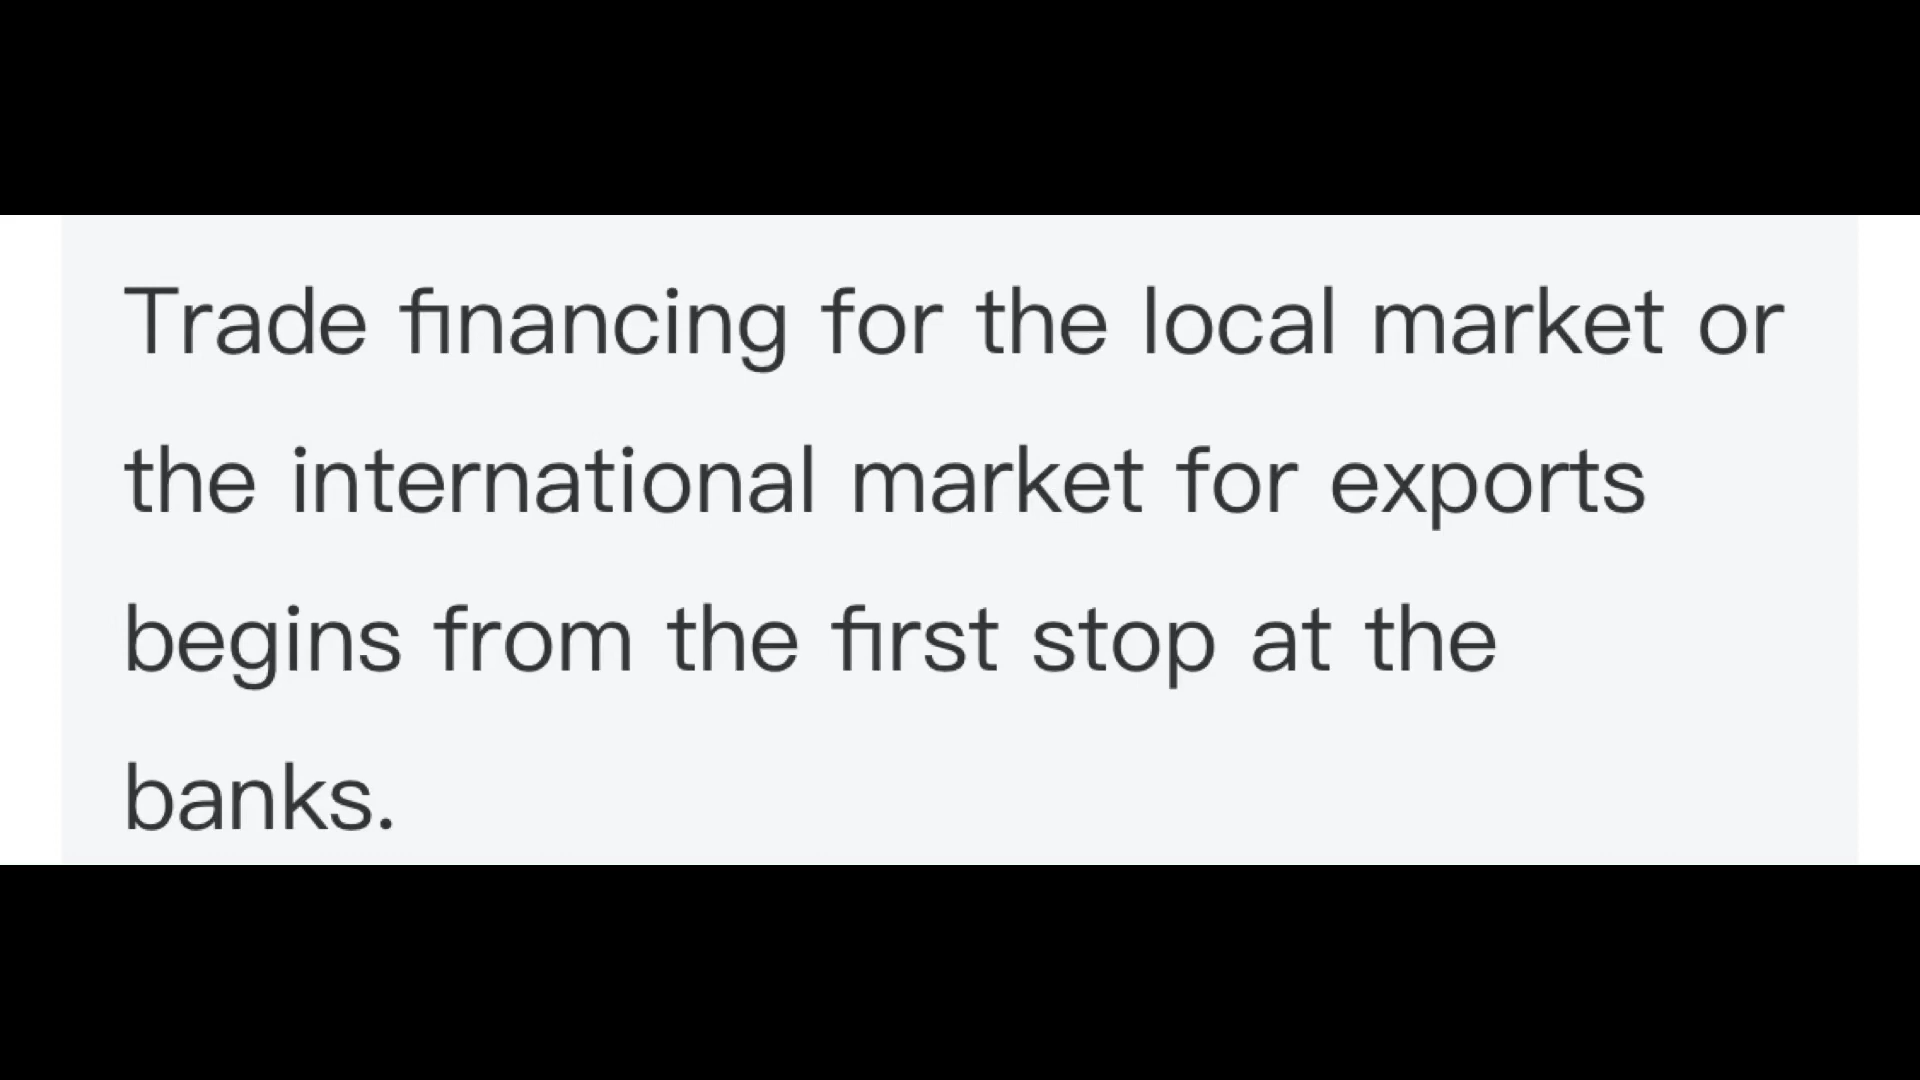 Trade financing for the local market or
the international market for exports
begins from the first stop at the
banks.